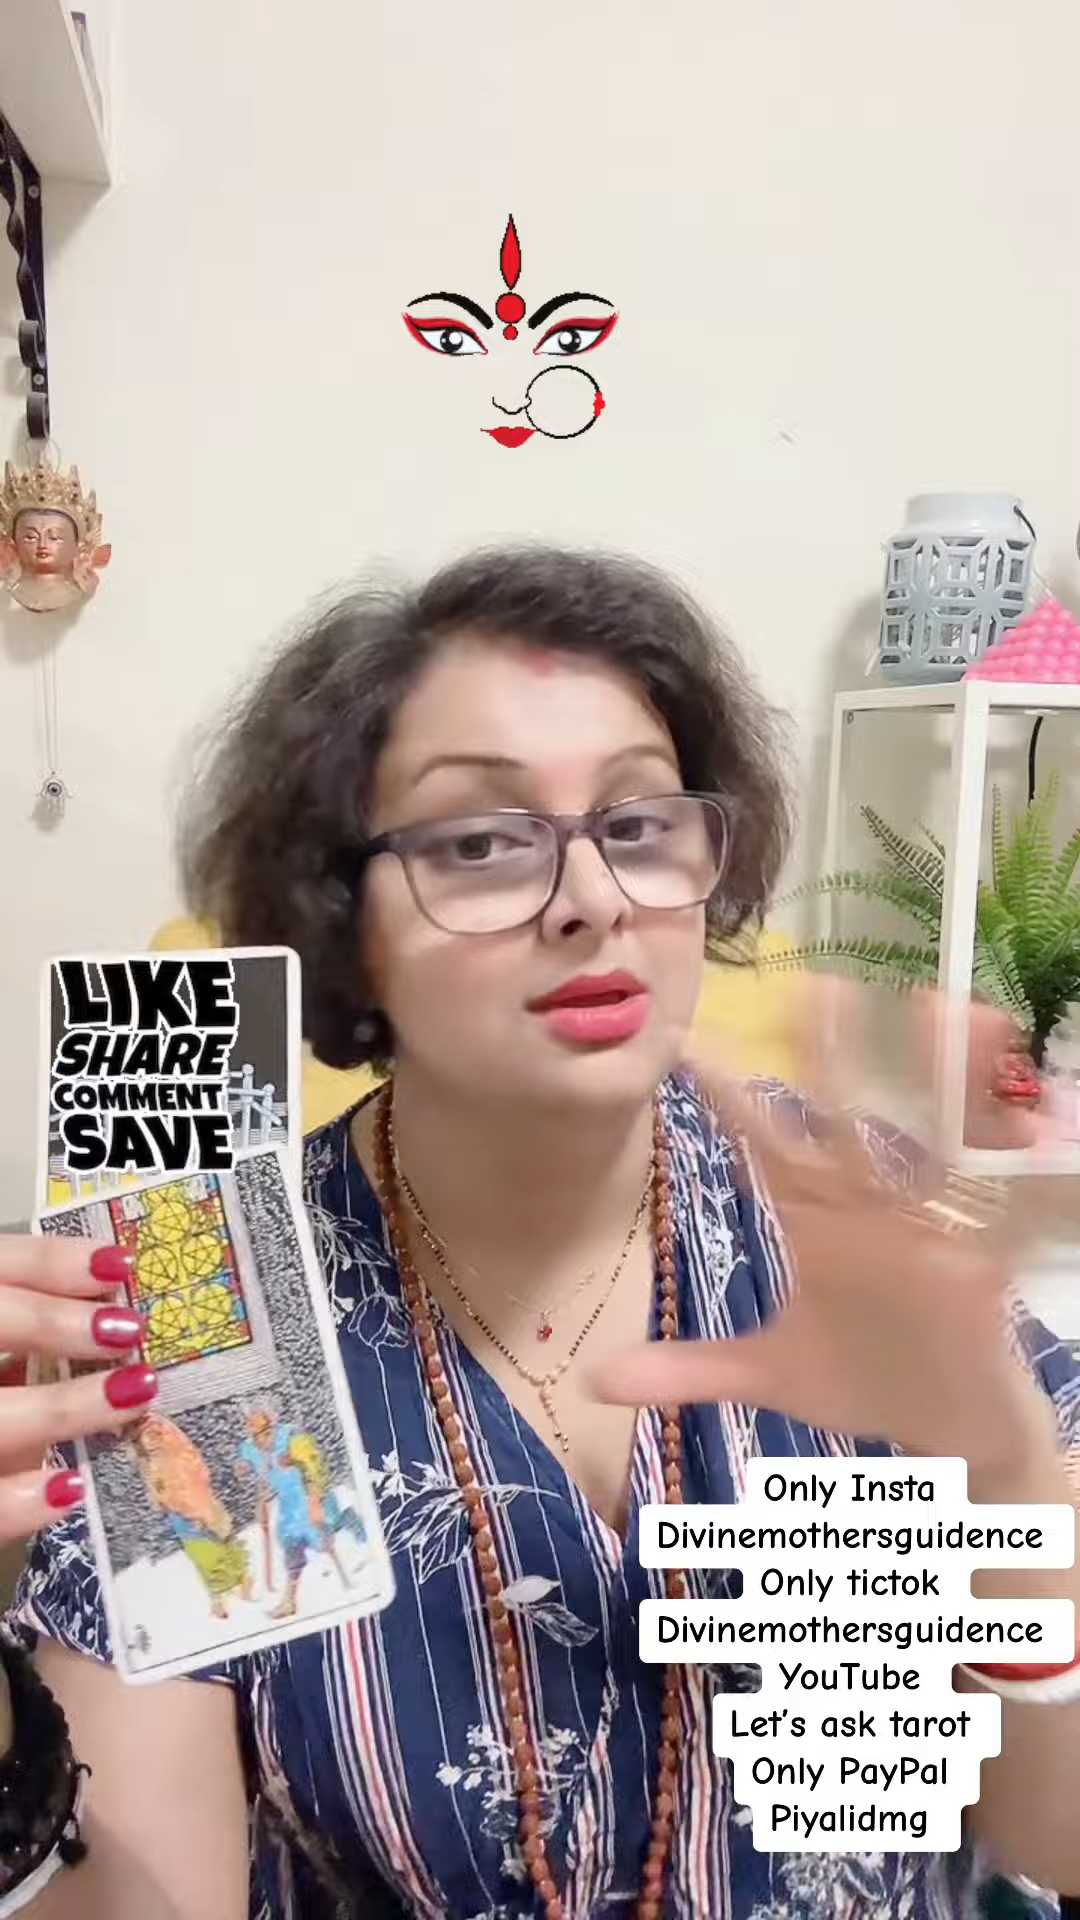 LIKE
SHARE
COMMENT
SAVE
Only Insta
Divinemothersguidence
Only tictok
Divinemothersguidence
YouTube
Let's ask tarot
Only PayPal
Piyalidmg